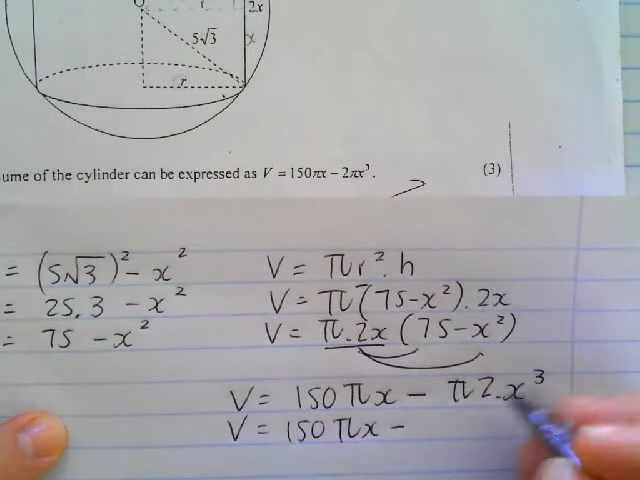 O r 2x
5√3 x
r
ume of the cylinder can be expressed as V = 150πx − 2πx³. (3)
= (5√3)² − x²
= 25.3 − x²
= 75 − x²
V = πr².h
V = π(75−x²).2x
V = π.2x(75−x²)
V = 150πx − π2.x³
V = 150πx −